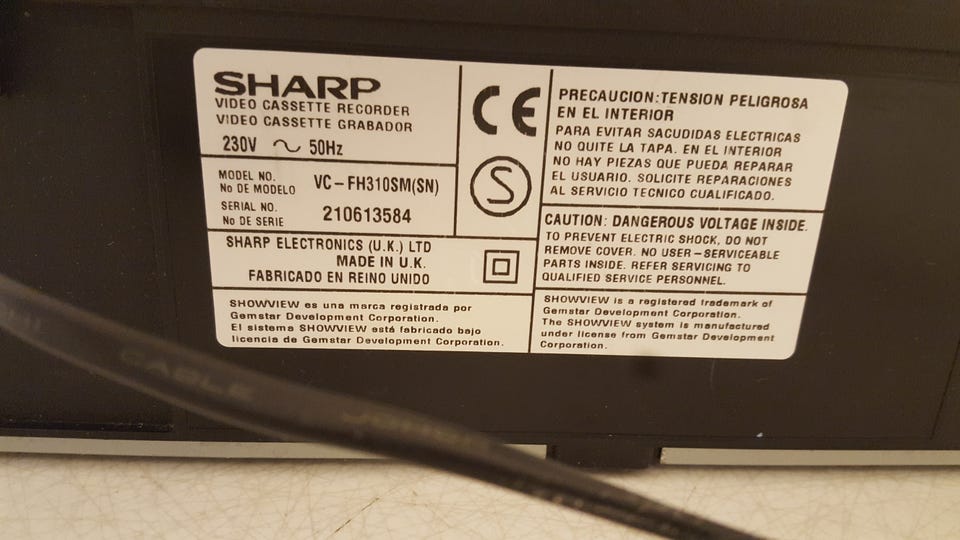 SHARP
VIDEO CASSETTE RECORDER
VIDEO CASSETTE GRABADOR
230V ~ 50Hz
MODEL NO.
No DE MODELO VC-FH310SM(SN)
SERIAL NO.
No DE SERIE 210613584
SHARP ELECTRONICS (U.K.) LTD
MADE IN U.K.
FABRICADO EN REINO UNIDO
SHOWVIEW es una marca registrada por
Gemstar Development Corporation.
El sistema SHOWVIEW está fabricado bajo
licencia de Gemstar Development Corporation.
CE
S
PRECAUCION:TENSION PELIGROSA
EN EL INTERIOR
PARA EVITAR SACUDIDAS ELECTRICAS
NO QUITE LA TAPA. EN EL INTERIOR
NO HAY PIEZAS QUE PUEDA REPARAR
EL USUARIO. SOLICITE REPARACIONES
AL SERVICIO TECNICO CUALIFICADO.
CAUTION: DANGEROUS VOLTAGE INSIDE.
TO PREVENT ELECTRIC SHOCK, DO NOT
REMOVE COVER. NO USER-SERVICEABLE
PARTS INSIDE. REFER SERVICING TO
QUALIFIED SERVICE PERSONNEL.
SHOWVIEW is a registered trademark of
Gemstar Development Corporation.
The SHOWVIEW system is manufactured
under license from Gemstar Development
Corporation.
CABLE